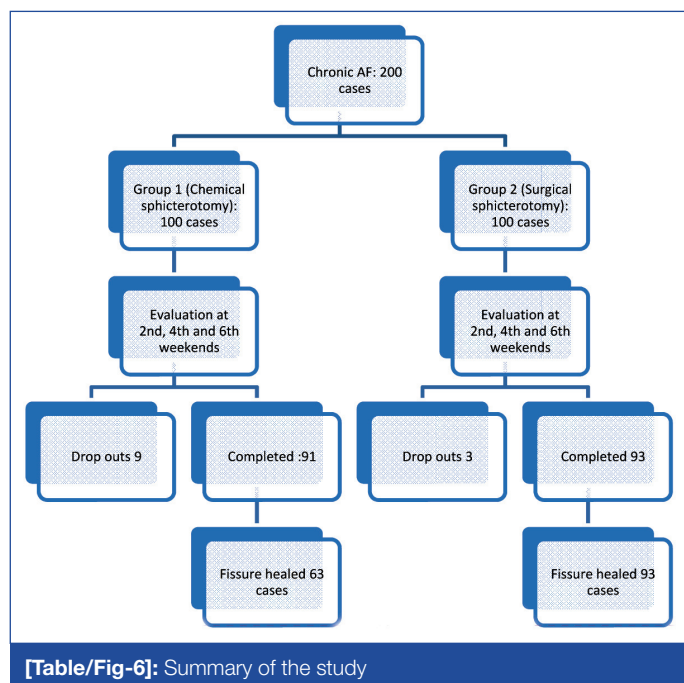 Chronic AF: 200
cases
Group 1 (Chemical
sphicterotomy):
100 cases
Group 2 (Surgical
sphicterotomy):
100 cases
Evaluation at
2nd, 4th and 6th
weekends
Evaluation at
2nd, 4th and 6th
weekends
Drop outs 9
Completed :91
Drop outs 3
Completed 93
Fissure healed 63
cases
Fissure healed 93
cases
[Table/Fig-6]: Summary of the study